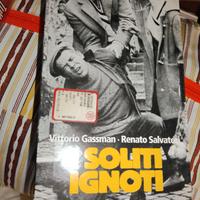 Vittorio Gassman - Renato Salvatori
I SOLITI
IGNOTI